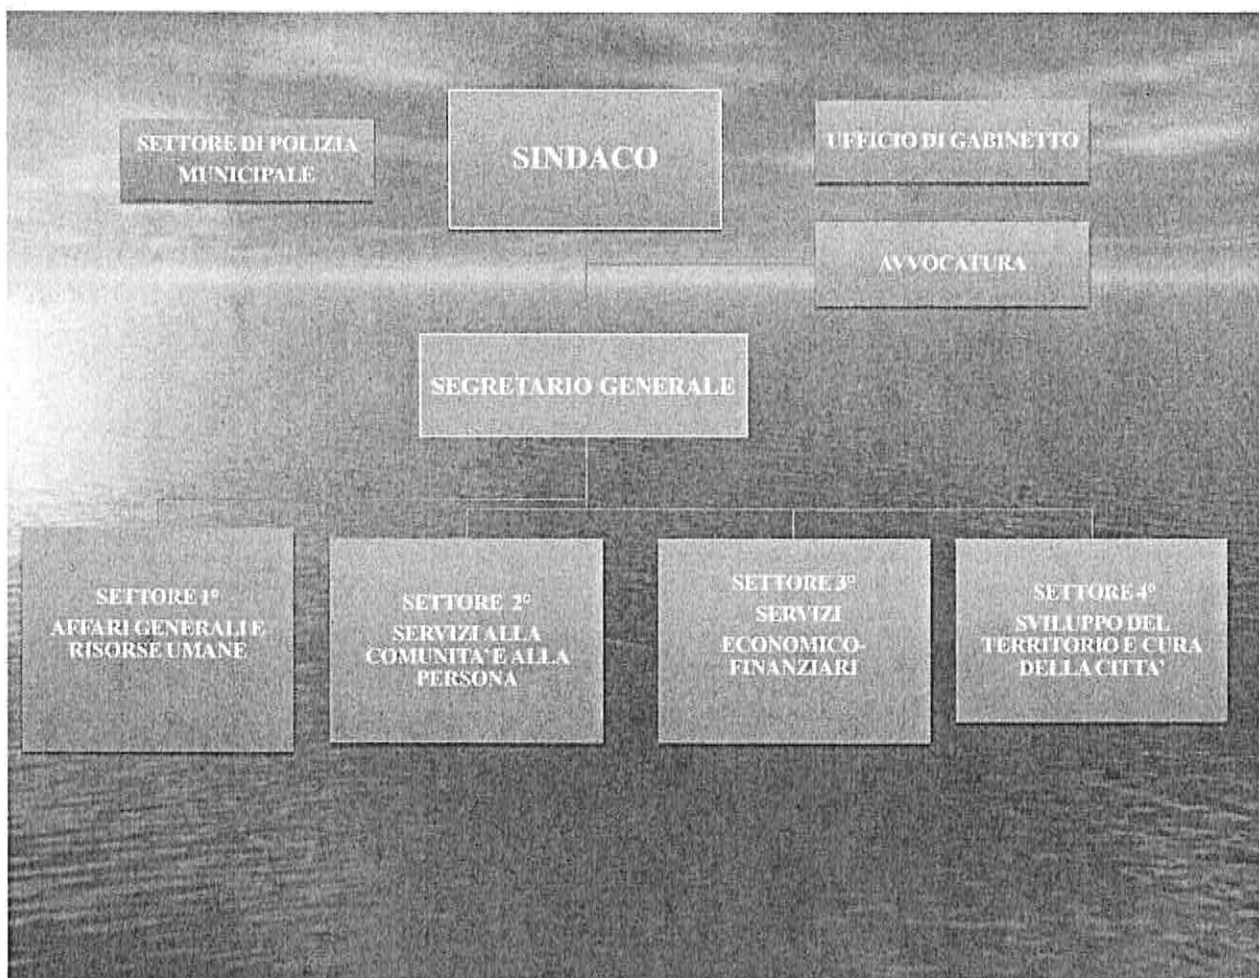 SETTORE DI POLIZIA
MUNICIPALE
SINDACO
UFFICIO DI GABINETTO
AVVOCATURA
SEGRETARIO GENERALE
SETTORE 1°
AFFARI GENERALI E
RISORSE UMANE
SETTORE 2°
SERVIZI ALLA
COMUNITA' E ALLA
PERSONA
SETTORE 3°
SERVIZI
ECONOMICO-
FINANZIARI
SETTORE 4°
SVILUPPO DEL
TERRITORIO E CURA
DELLA CITTA'